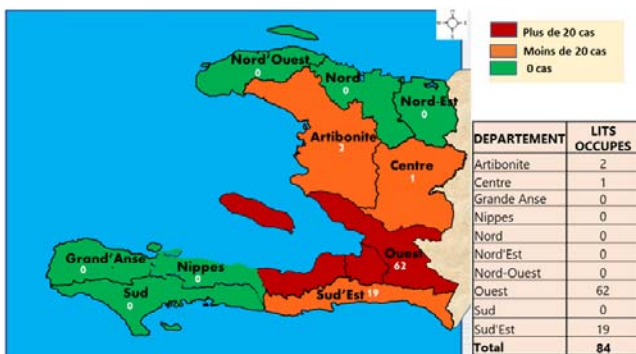 Plus de 20 cas
Moins de 20 cas
0 cas
Nord'Ouest
0
Nord
0
Nord-Est
0
Artibonite
2
Centre
1
Ouest
62
Grand'Anse
0
Nippes
0
Sud
0
Sud'Est 19
DEPARTEMENT LITS OCCUPES
Artibonite 2
Centre 1
Grande Anse 0
Nippes 0
Nord 0
Nord'Est 0
Nord-Ouest 0
Ouest 62
Sud 0
Sud'Est 19
Total 84